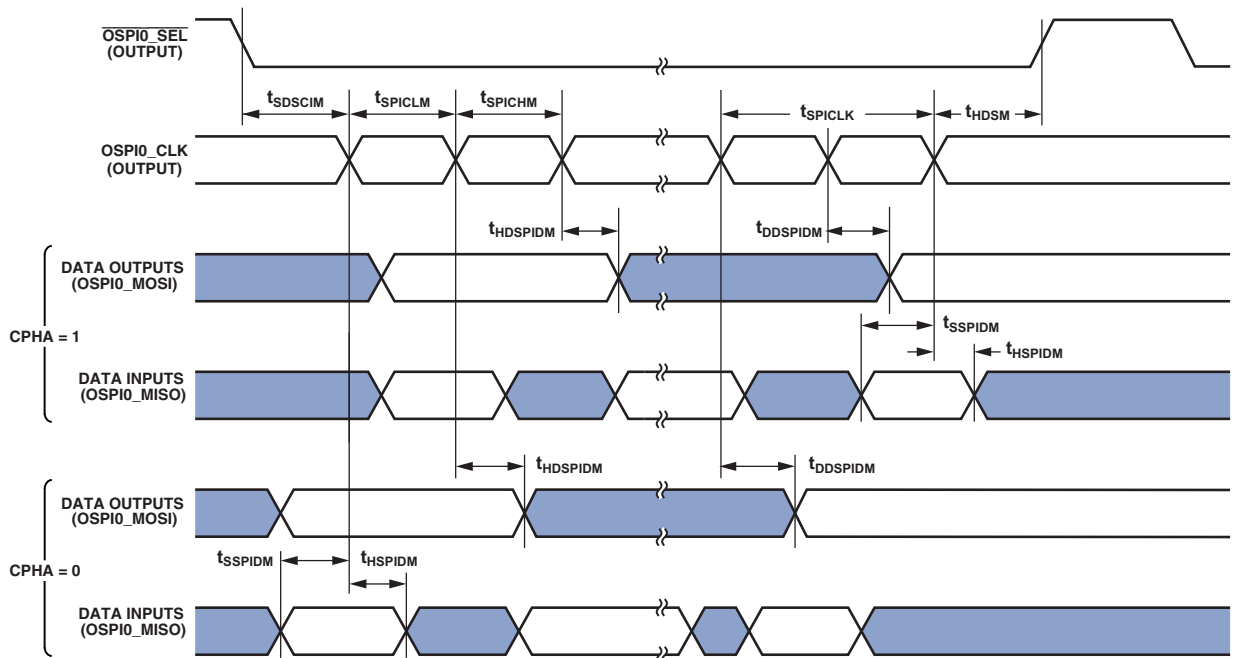 OSPI0_SEL
(OUTPUT)
tSDSCIM
tSPICLM
tSPICHM
tSPICLK
tHDSM
OSPI0_CLK
(OUTPUT)
tHDSPIDM
tDDSPIDM
DATA OUTPUTS
(OSPI0_MOSI)
CPHA = 1
tSSPIDM
tHSPIDM
DATA INPUTS
(OSPI0_MISO)
tHDSPIDM
tDDSPIDM
DATA OUTPUTS
(OSPI0_MOSI)
tSSPIDM
tHSPIDM
CPHA = 0
DATA INPUTS
(OSPI0_MISO)